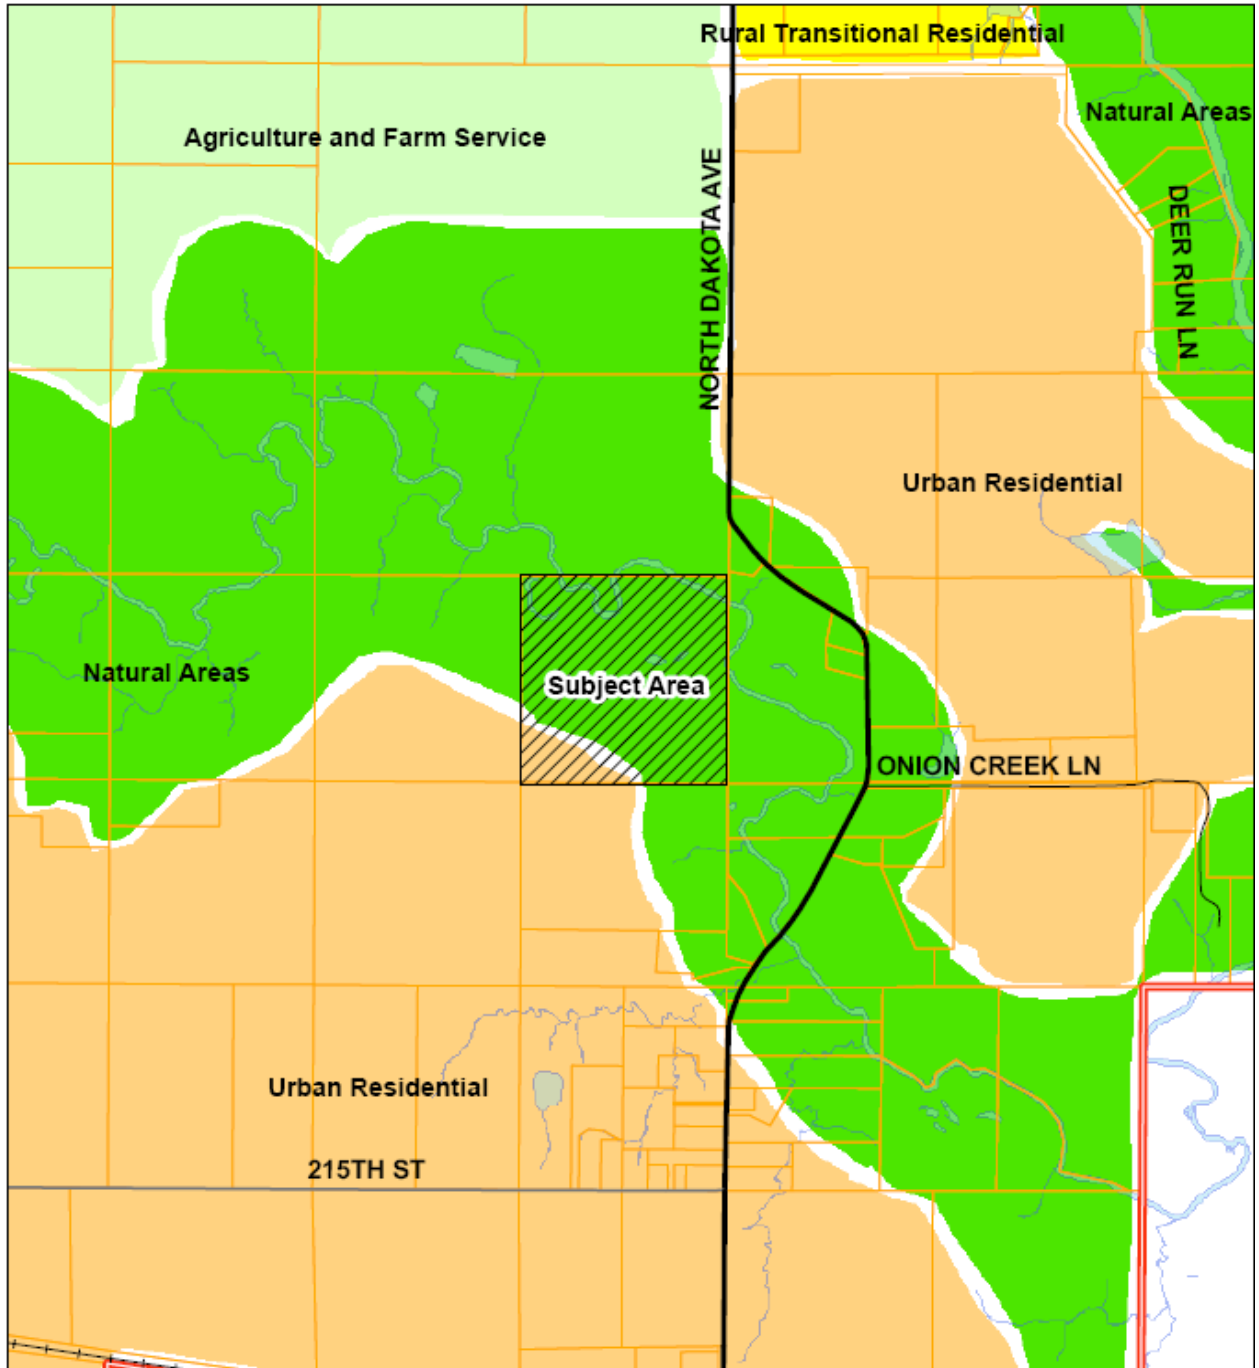 Rural Transitional Residential
Natural Areas
Agriculture and Farm Service
NORTH DAKOTA AVE
DEER RUN LN
Urban Residential
Natural Areas
Subject Area
ONION CREEK LN
Urban Residential
215TH ST